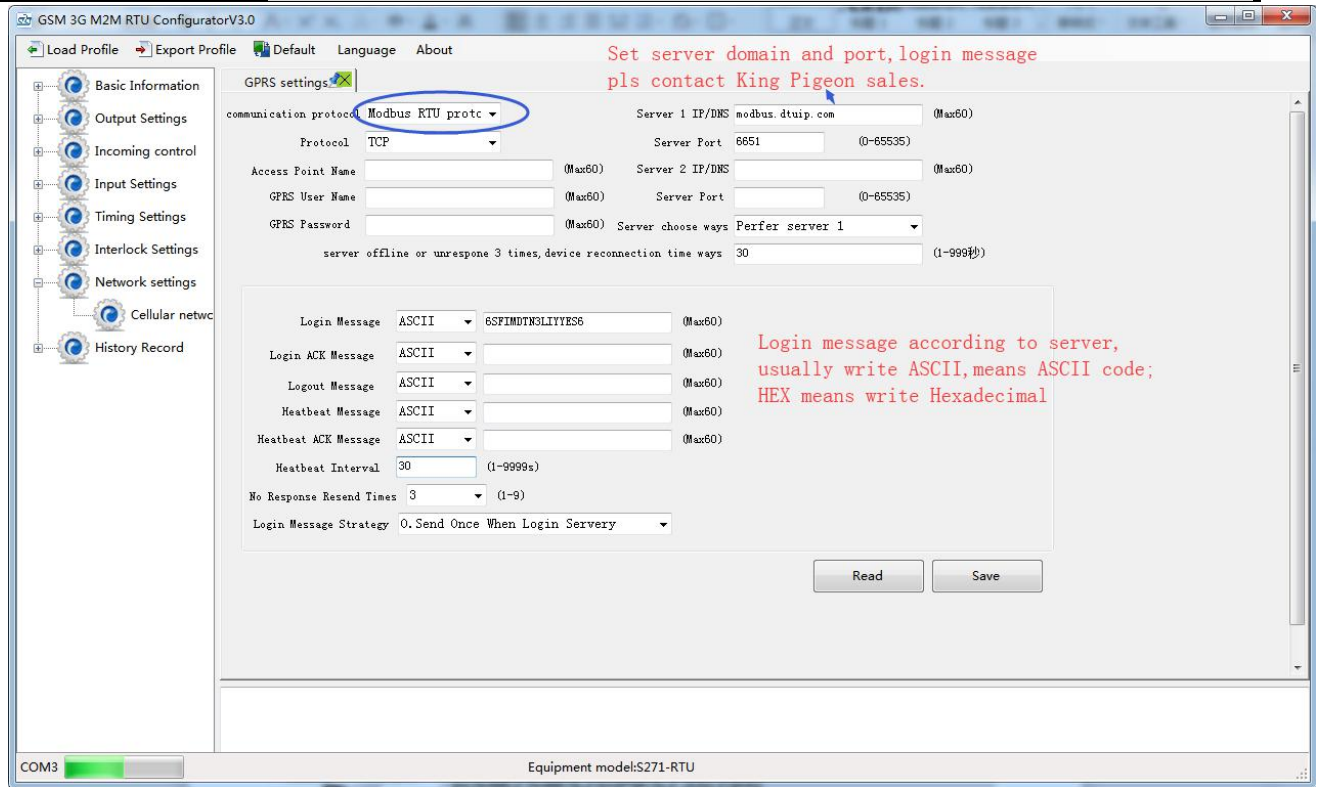 GSM 3G M2M RTU ConfiguratorV3.0
Load Profile Export Profile Default Language About
Set server domain and port,login message
pls contact King Pigeon sales.
Basic Information
Output Settings
Incoming control
Input Settings
Timing Settings
Interlock Settings
Network settings
Cellular netwc
History Record
GPRS settings
communication protocol Modbus RTU protc Server 1 IP/DNS modbus.dtuip.com (Max60)
Protocol TCP Server Port 6651 (0-65535)
Access Point Name (Max60) Server 2 IP/DNS (Max60)
GPRS User Name (Max60) Server Port (0-65535)
GPRS Password (Max60) Server choose ways Perfer server 1
server offline or unrespone 3 times,device reconnection time ways 30 (1-999秒)
Login Message ASCII 6SFIMDTN3LIYYES6 (Max60)
Login ACK Message ASCII (Max60)
Logout Message ASCII (Max60)
Heatbeat Message ASCII (Max60)
Heatbeat ACK Message ASCII (Max60)
Heatbeat Interval 30 (1-9999s)
No Response Resend Times 3 (1-9)
Login Message Strategy 0.Send Once When Login Servery
Login message according to server,
usually write ASCII,means ASCII code;
HEX means write Hexadecimal
Read Save
COM3 Equipment model:S271-RTU